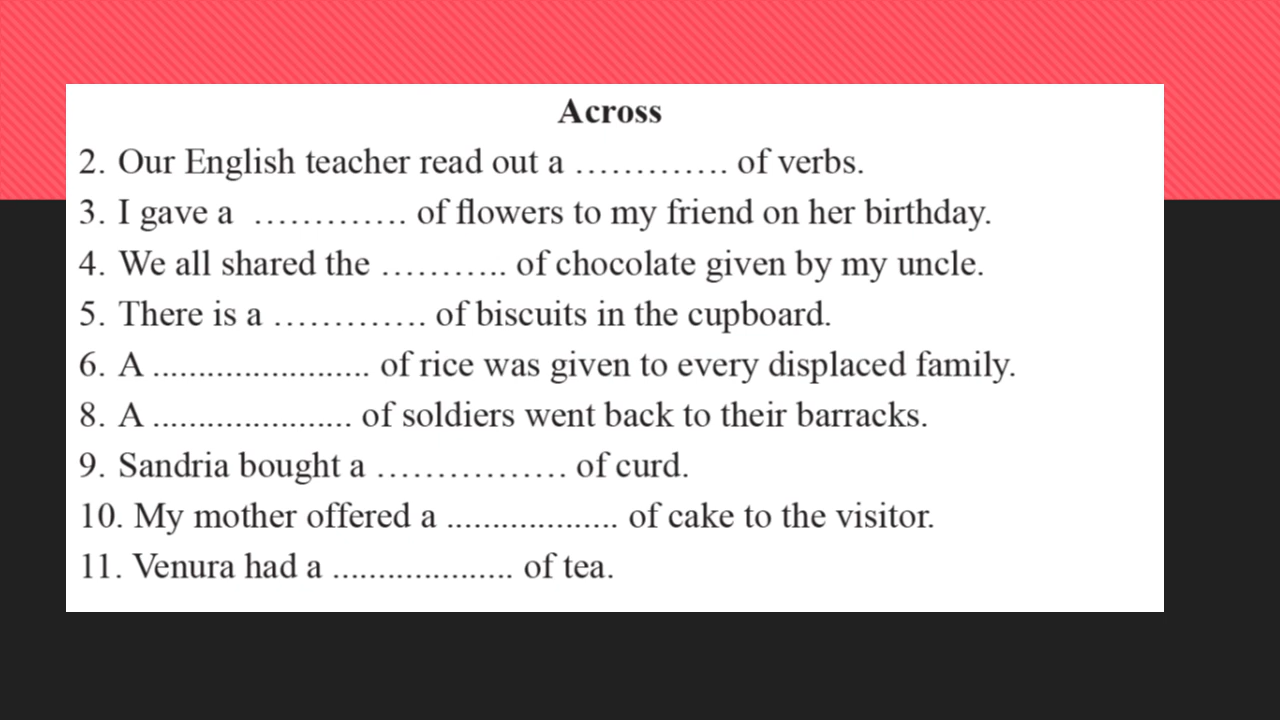 Across
2. Our English teacher read out a …………. of verbs.
3. I gave a …………. of flowers to my friend on her birthday.
4. We all shared the ……….. of chocolate given by my uncle.
5. There is a …………. of biscuits in the cupboard.
6. A ........................ of rice was given to every displaced family.
8. A ...................... of soldiers went back to their barracks.
9. Sandria bought a ……………. of curd.
10. My mother offered a ................... of cake to the visitor.
11. Venura had a .................... of tea.